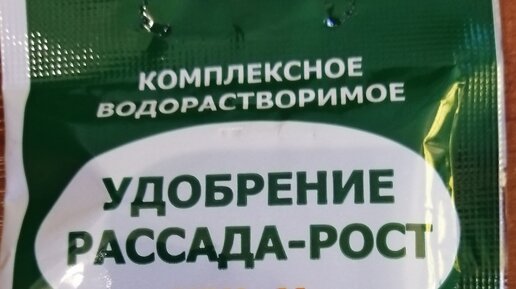 КОМПЛЕКСНОЕ
ВОДОРАСТВОРИМОЕ
УДОБРЕНИЕ
РАССАДА-РОСТ